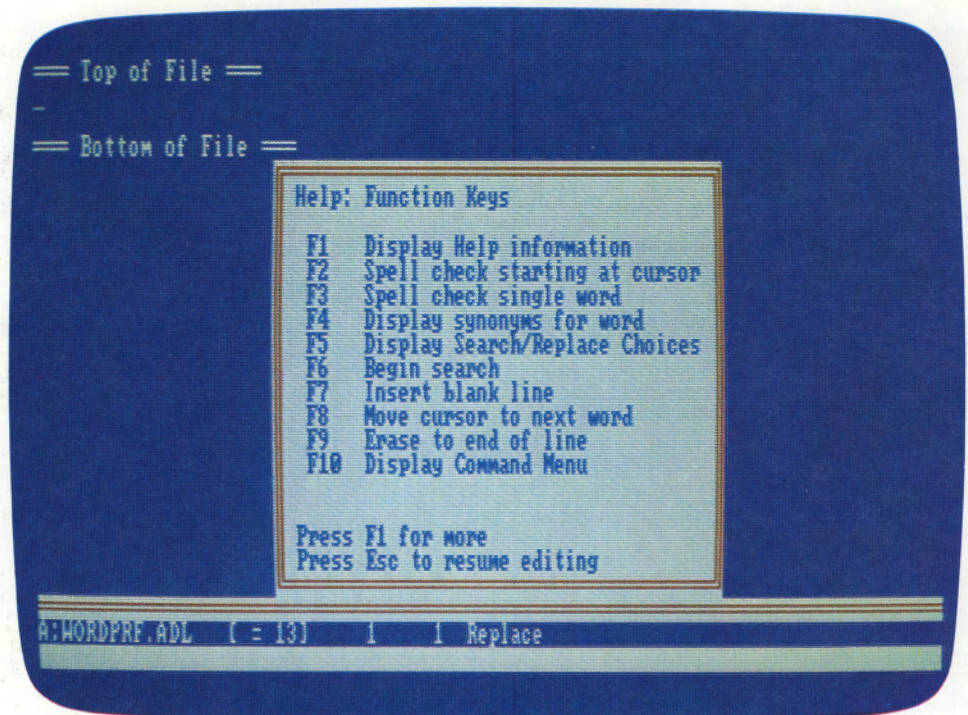 == Top of File ==
== Bottom of File ==
Help: Function Keys
F1 Display Help information
F2 Spell check starting at cursor
F3 Spell check single word
F4 Display synonyms for word
F5 Display Search/Replace Choices
F6 Begin search
F7 Insert blank line
F8 Move cursor to next word
F9 Erase to end of line
F10 Display Command Menu
Press F1 for more
Press Esc to resume editing
A:WORDPRF.ADL [ = 13] 1 1 Replace